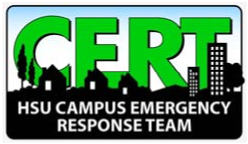 CERT
HSU CAMPUS EMERGENCY
RESPONSE TEAM